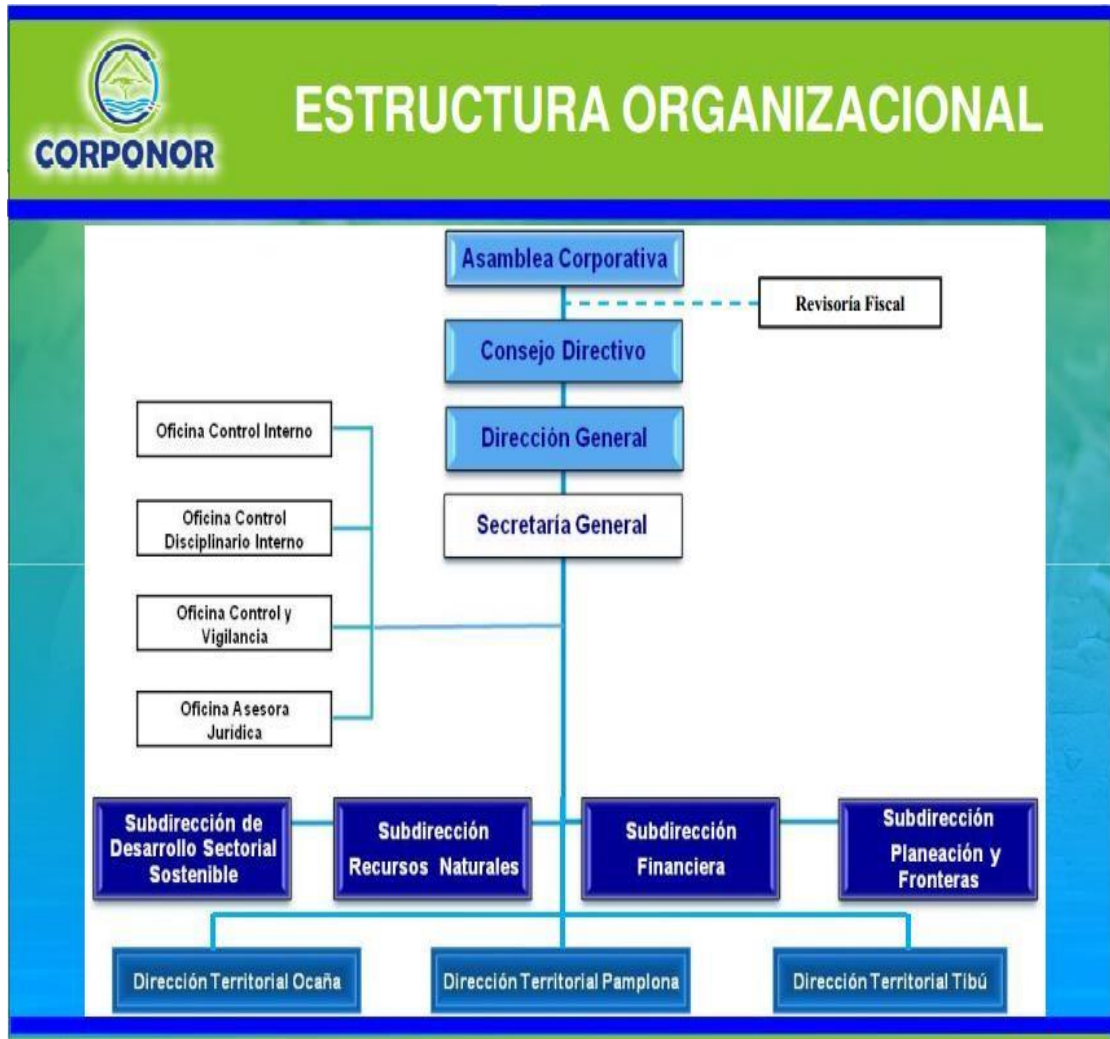 CORPONOR
ESTRUCTURA ORGANIZACIONAL
Asamblea Corporativa
Revisoría Fiscal
Consejo Directivo
Dirección General
Secretaría General
Oficina Control Interno
Oficina Control
Disciplinario Interno
Oficina Control y
Vigilancia
Oficina Asesora
Jurídica
Subdirección de
Desarrollo Sectorial
Sostenible
Subdirección
Recursos Naturales
Subdirección
Financiera
Subdirección
Planeación y
Fronteras
Dirección Territorial Ocaña
Dirección Territorial Pamplona
Dirección Territorial Tibú